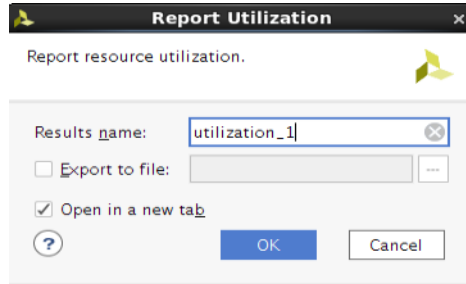 Report Utilization
Report resource utilization.
Results name: utilization_1
Export to file: ...
Open in a new tab
? OK Cancel